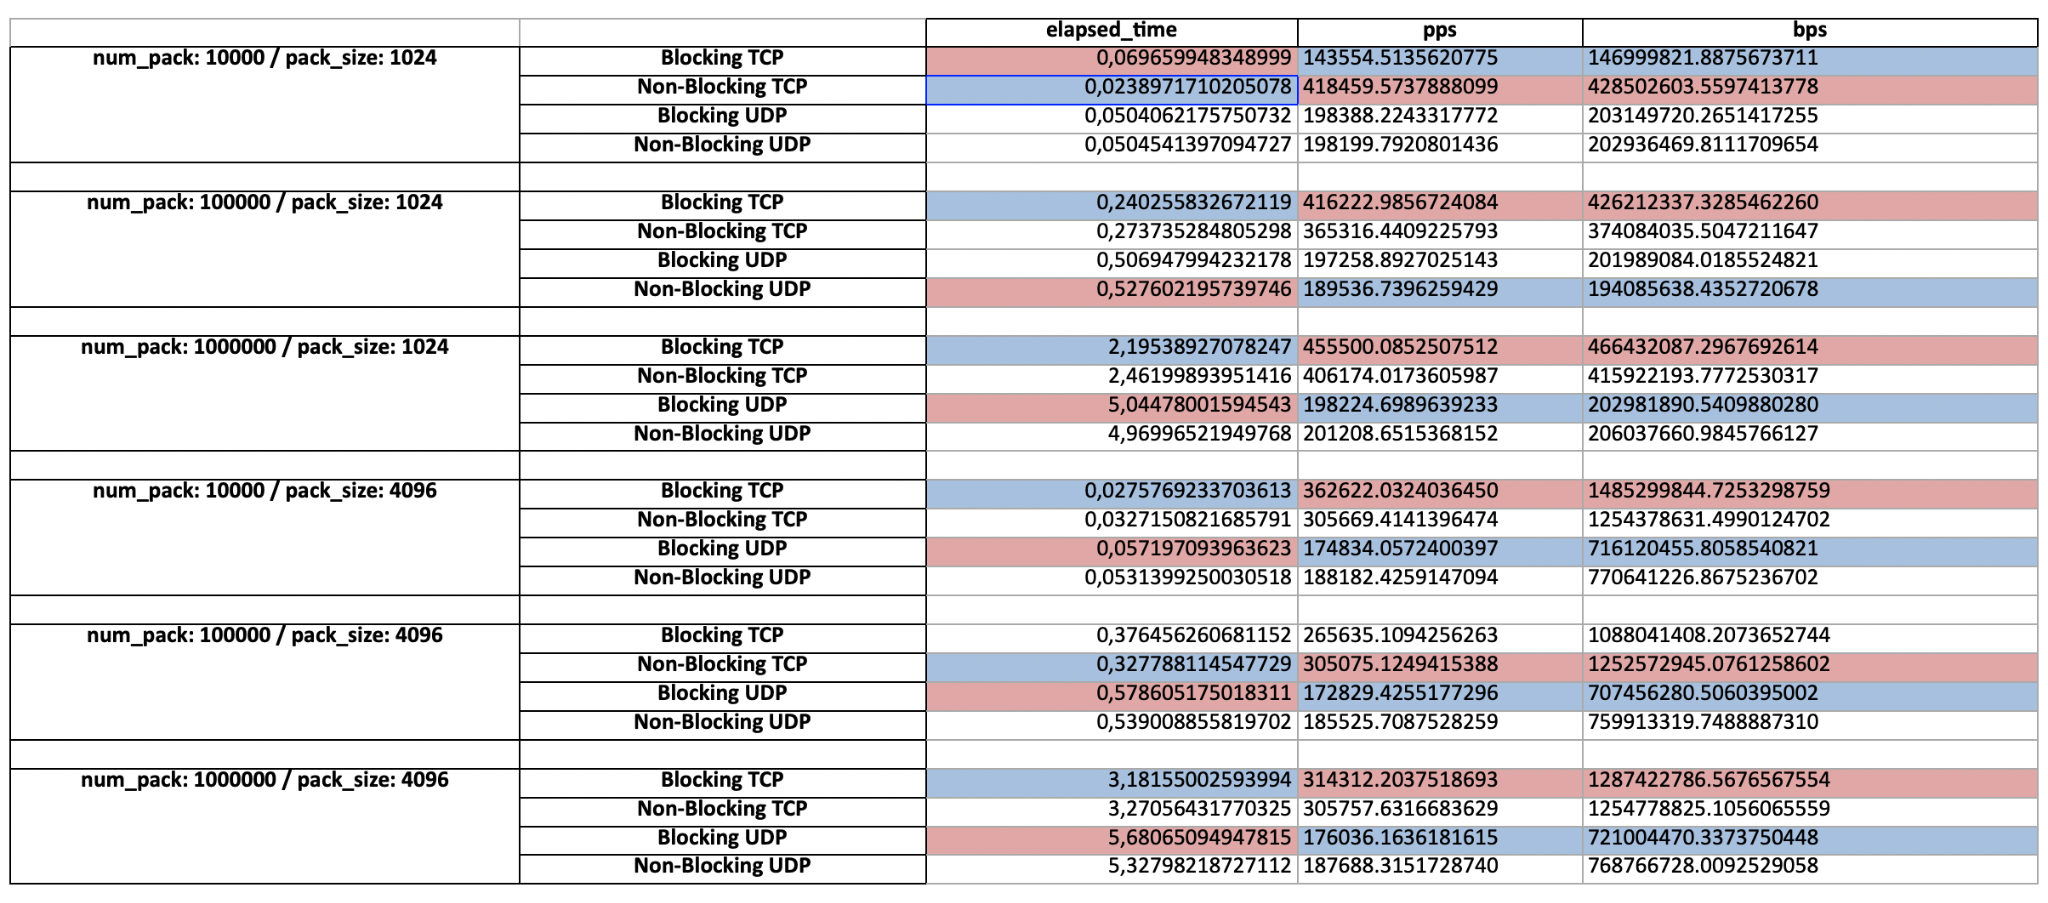 elapsed_time pps bps
num_pack: 10000 / pack_size: 1024 Blocking TCP 0,069659948348999 143554.5135620775 146999821.8875673711
Non-Blocking TCP 0,0238971710205078 418459.5737888099 428502603.5597413778
Blocking UDP 0,0504062175750732 198388.2243317772 203149720.2651417255
Non-Blocking UDP 0,0504541397094727 198199.7920801436 202936469.8111709654
num_pack: 100000 / pack_size: 1024 Blocking TCP 0,240255832672119 416222.9856724084 426212337.3285462260
Non-Blocking TCP 0,273735284805298 365316.4409225793 374084035.5047211647
Blocking UDP 0,506947994232178 197258.8927025143 201989084.0185524821
Non-Blocking UDP 0,527602195739746 189536.7396259429 194085638.4352720678
num_pack: 1000000 / pack_size: 1024 Blocking TCP 2,19538927078247 455500.0852507512 466432087.2967692614
Non-Blocking TCP 2,46199893951416 406174.0173605987 415922193.7772530317
Blocking UDP 5,04478001594543 198224.6989639233 202981890.5409880280
Non-Blocking UDP 4,96996521949768 201208.6515368152 206037660.9845766127
num_pack: 10000 / pack_size: 4096 Blocking TCP 0,0275769233703613 362622.0324036450 1485299844.7253298759
Non-Blocking TCP 0,0327150821685791 305669.4141396474 1254378631.4990124702
Blocking UDP 0,057197093963623 174834.0572400397 716120455.8058540821
Non-Blocking UDP 0,0531399250030518 188182.4259147094 770641226.8675236702
num_pack: 100000 / pack_size: 4096 Blocking TCP 0,376456260681152 265635.1094256263 1088041408.2073652744
Non-Blocking TCP 0,327788114547729 305075.1249415388 1252572945.0761258602
Blocking UDP 0,578605175018311 172829.4255177296 707456280.5060395002
Non-Blocking UDP 0,539008855819702 185525.7087528259 759913319.7488887310
num_pack: 1000000 / pack_size: 4096 Blocking TCP 3,18155002593994 314312.2037518693 1287422786.5676567554
Non-Blocking TCP 3,27056431770325 305757.6316683629 1254778825.1056065559
Blocking UDP 5,68065094947815 176036.1636181615 721004470.3373750448
Non-Blocking UDP 5,32798218727112 187688.3151728740 768766728.0092529058